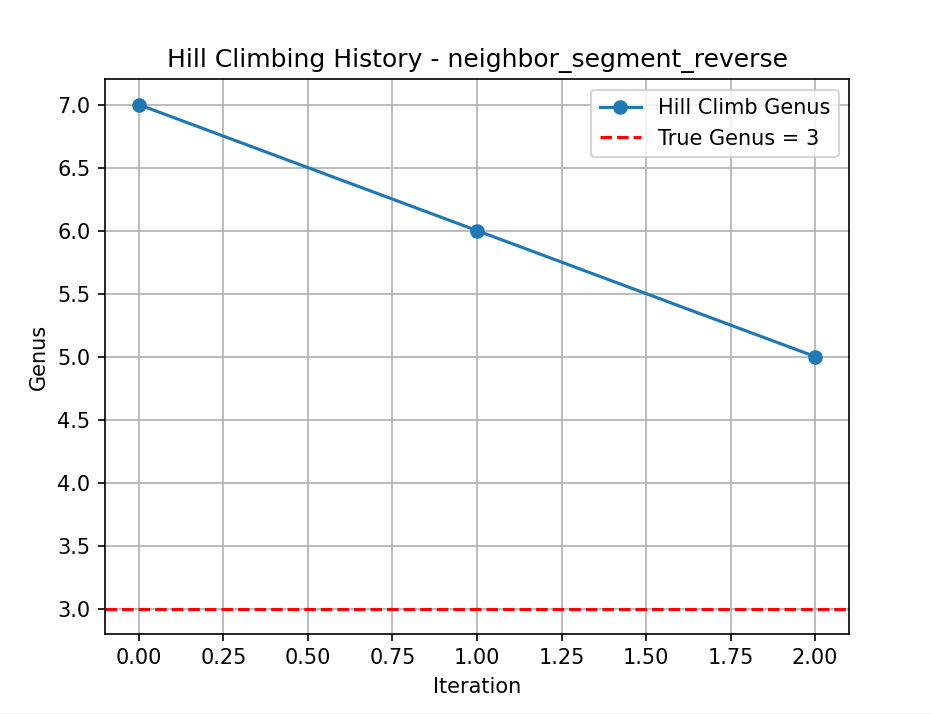 Hill Climbing History - neighbor_segment_reverse
Hill Climb Genus
True Genus = 3
Genus
7.0
6.5
6.0
5.5
5.0
4.5
4.0
3.5
3.0
0.00 0.25 0.50 0.75 1.00 1.25 1.50 1.75 2.00
Iteration